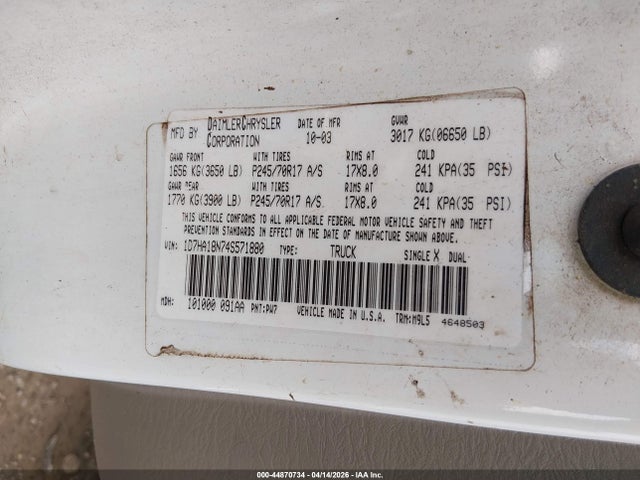 MFD BY DAIMLERCHRYSLER CORPORATION DATE OF MFR 10-03 GVWR 3017 KG(06650 LB)
GAWR FRONT WITH TIRES RIMS AT COLD
1656 KG(3650 LB) P245/70R17 A/S 17X8.0 241 KPA(35 PSI)
GAWR REAR WITH TIRES RIMS AT COLD
1770 KG(3900 LB) P245/70R17 A/S 17X8.0 241 KPA(35 PSI)
THIS VEHICLE CONFORMS TO ALL APPLICABLE FEDERAL MOTOR VEHICLE SAFETY AND THEFT
PREVENTION STANDARDS IN EFFECT ON THE DATE OF MANUFACTURE SHOWN ABOVE.
VIN: 1D7HA18N74S571880 TYPE: TRUCK SINGLE X DUAL
MDH: 101000 091AA PNT:PW7 VEHICLE MADE IN U.S.A. TRM:M9L5 4648503
000-44870734 | 04/14/2026 | IAA Inc.